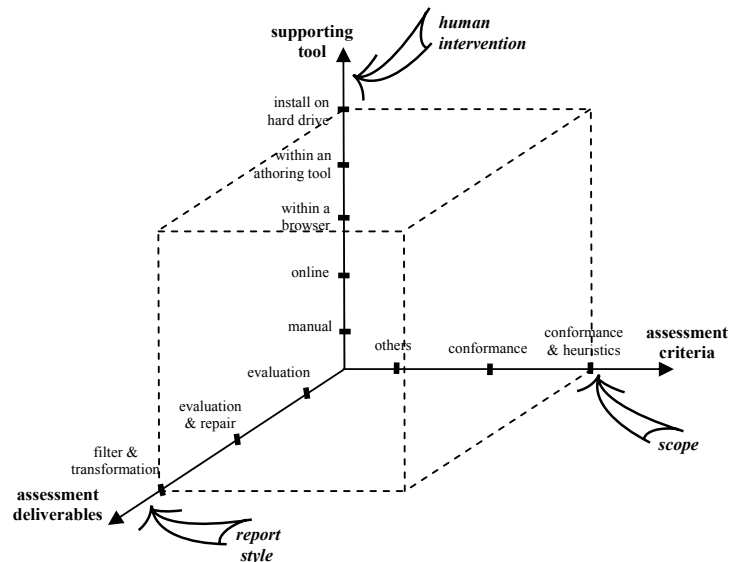 supporting
tool
human
intervention
install on
hard drive
within an
athoring tool
within a
browser
online
manual
others
conformance
conformance
& heuristics
assessment
criteria
evaluation
evaluation
& repair
filter &
transformation
assessment
deliverables
scope
report
style